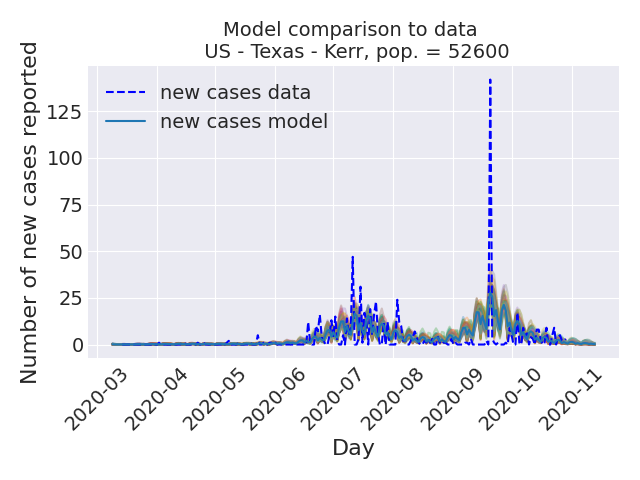 Model comparison to data
US - Texas - Kerr, pop. = 52600
Number of new cases reported
new cases data
new cases model
125
100
75
50
25
0
2020-03
2020-04
2020-05
2020-06
2020-07
2020-08
2020-09
2020-10
2020-11
Day